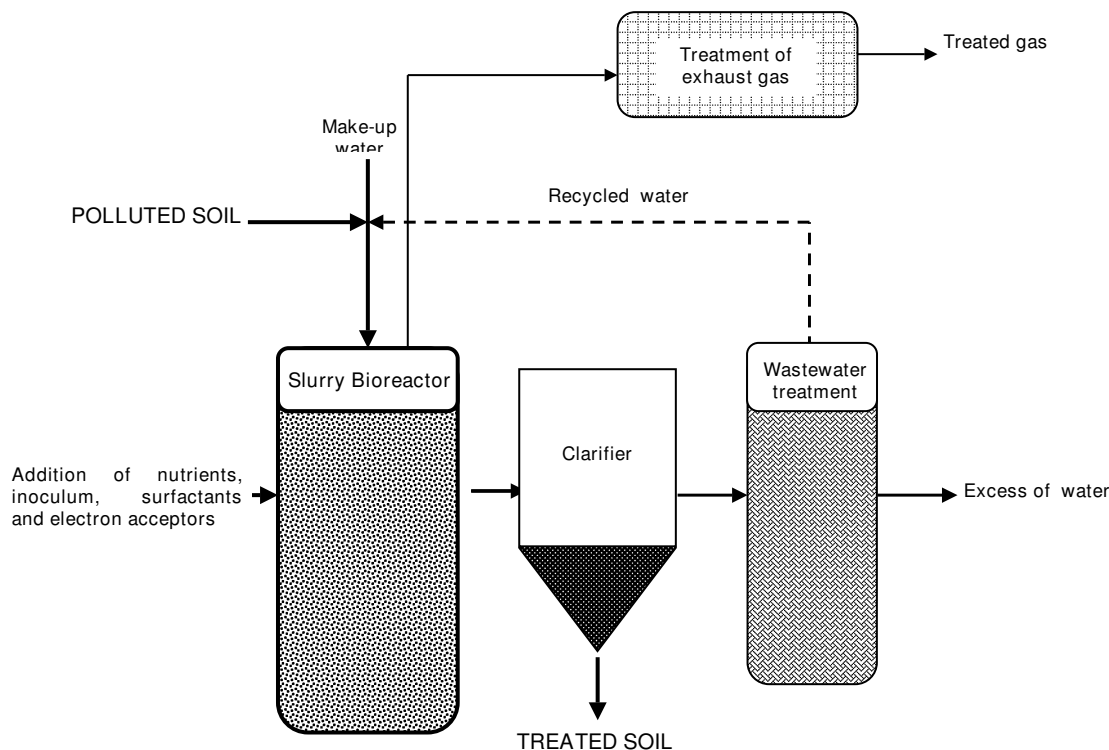 Treatment of
exhaust gas
Treated gas
Make-up
water
Recycled water
POLLUTED SOIL
Slurry Bioreactor
Wastewater
treatment
Clarifier
Addition of nutrients,
inoculum, surfactants
and electron acceptors
Excess of water
TREATED SOIL